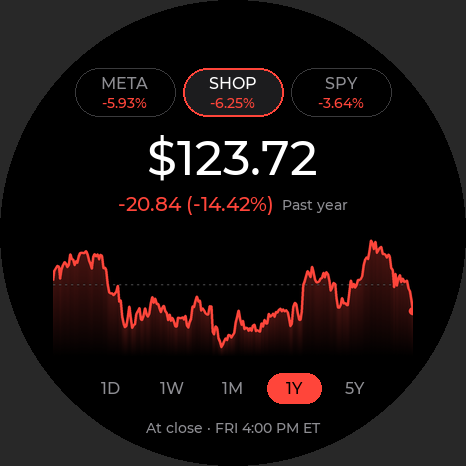 META SHOP SPY
-5.93% -6.25% -3.64%
$123.72
-20.84 (-14.42%) Past year
1D 1W 1M 1Y 5Y
At close · FRI 4:00 PM ET